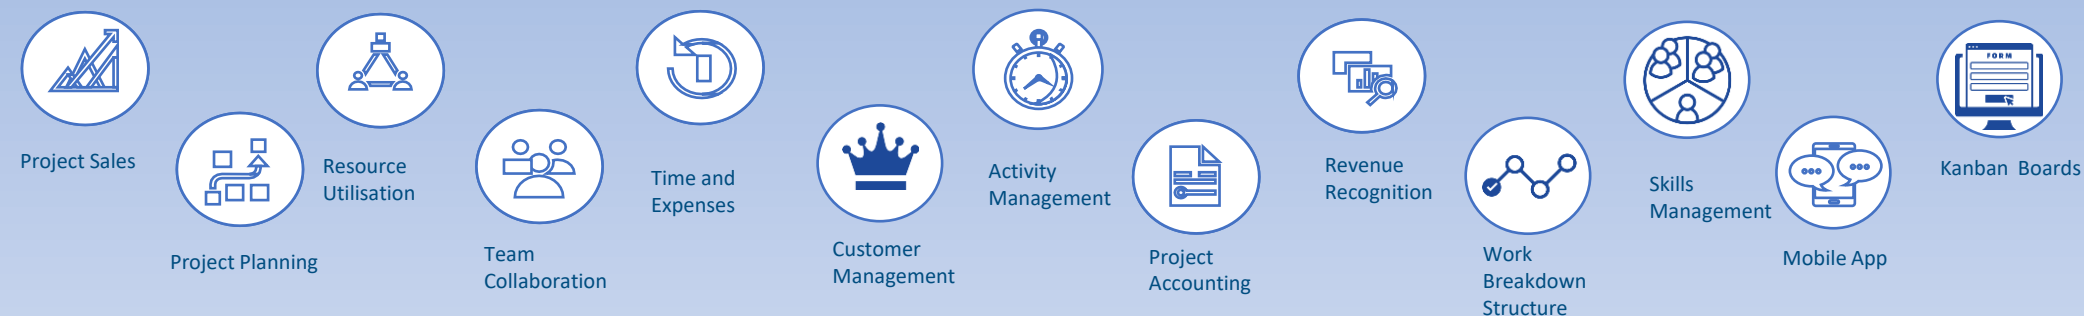 Project Sales
Project Planning
Resource
Utilisation
Team
Collaboration
Time and
Expenses
Customer
Management
Activity
Management
Project
Accounting
Revenue
Recognition
Work
Breakdown
Structure
Skills
Management
Mobile App
FORM
Kanban Boards